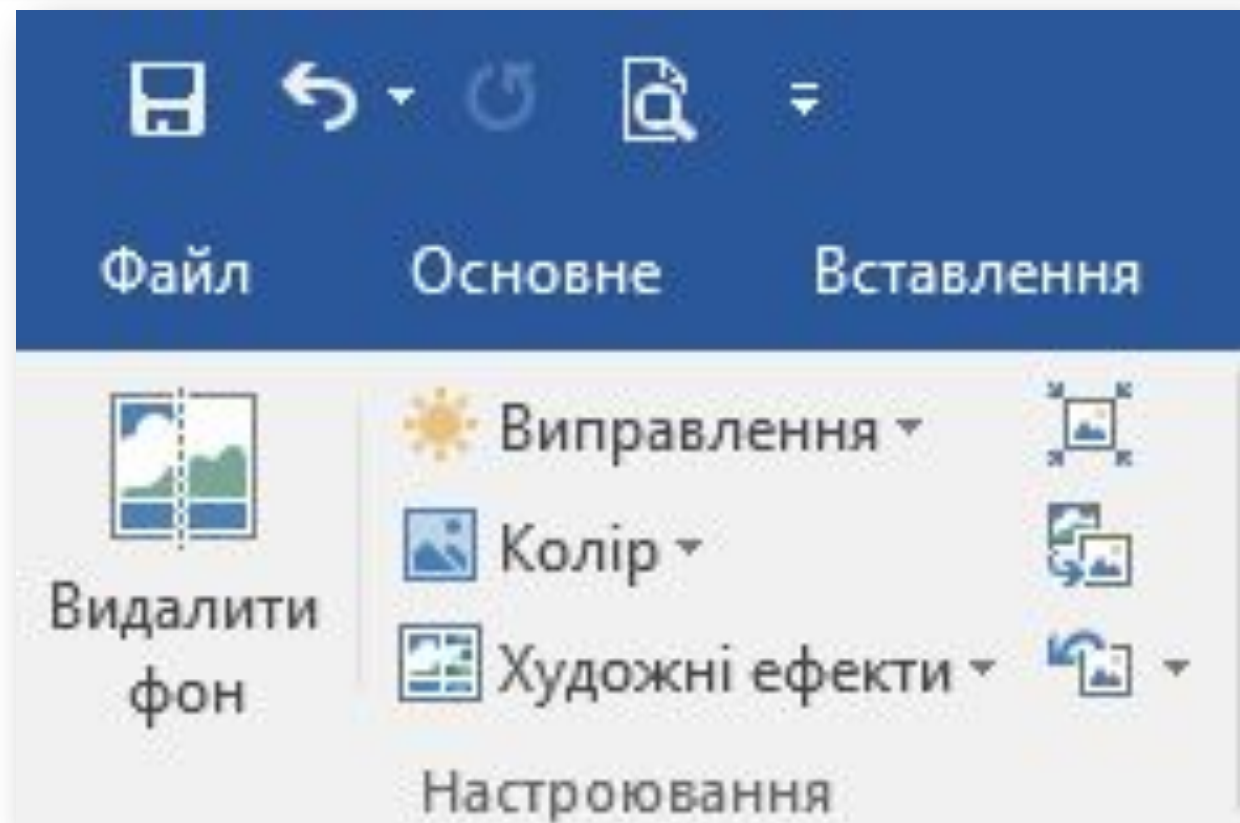 Файл Основне Вставлення
Видалити
фон
Виправлення
Колір
Художні ефекти
Настроювання